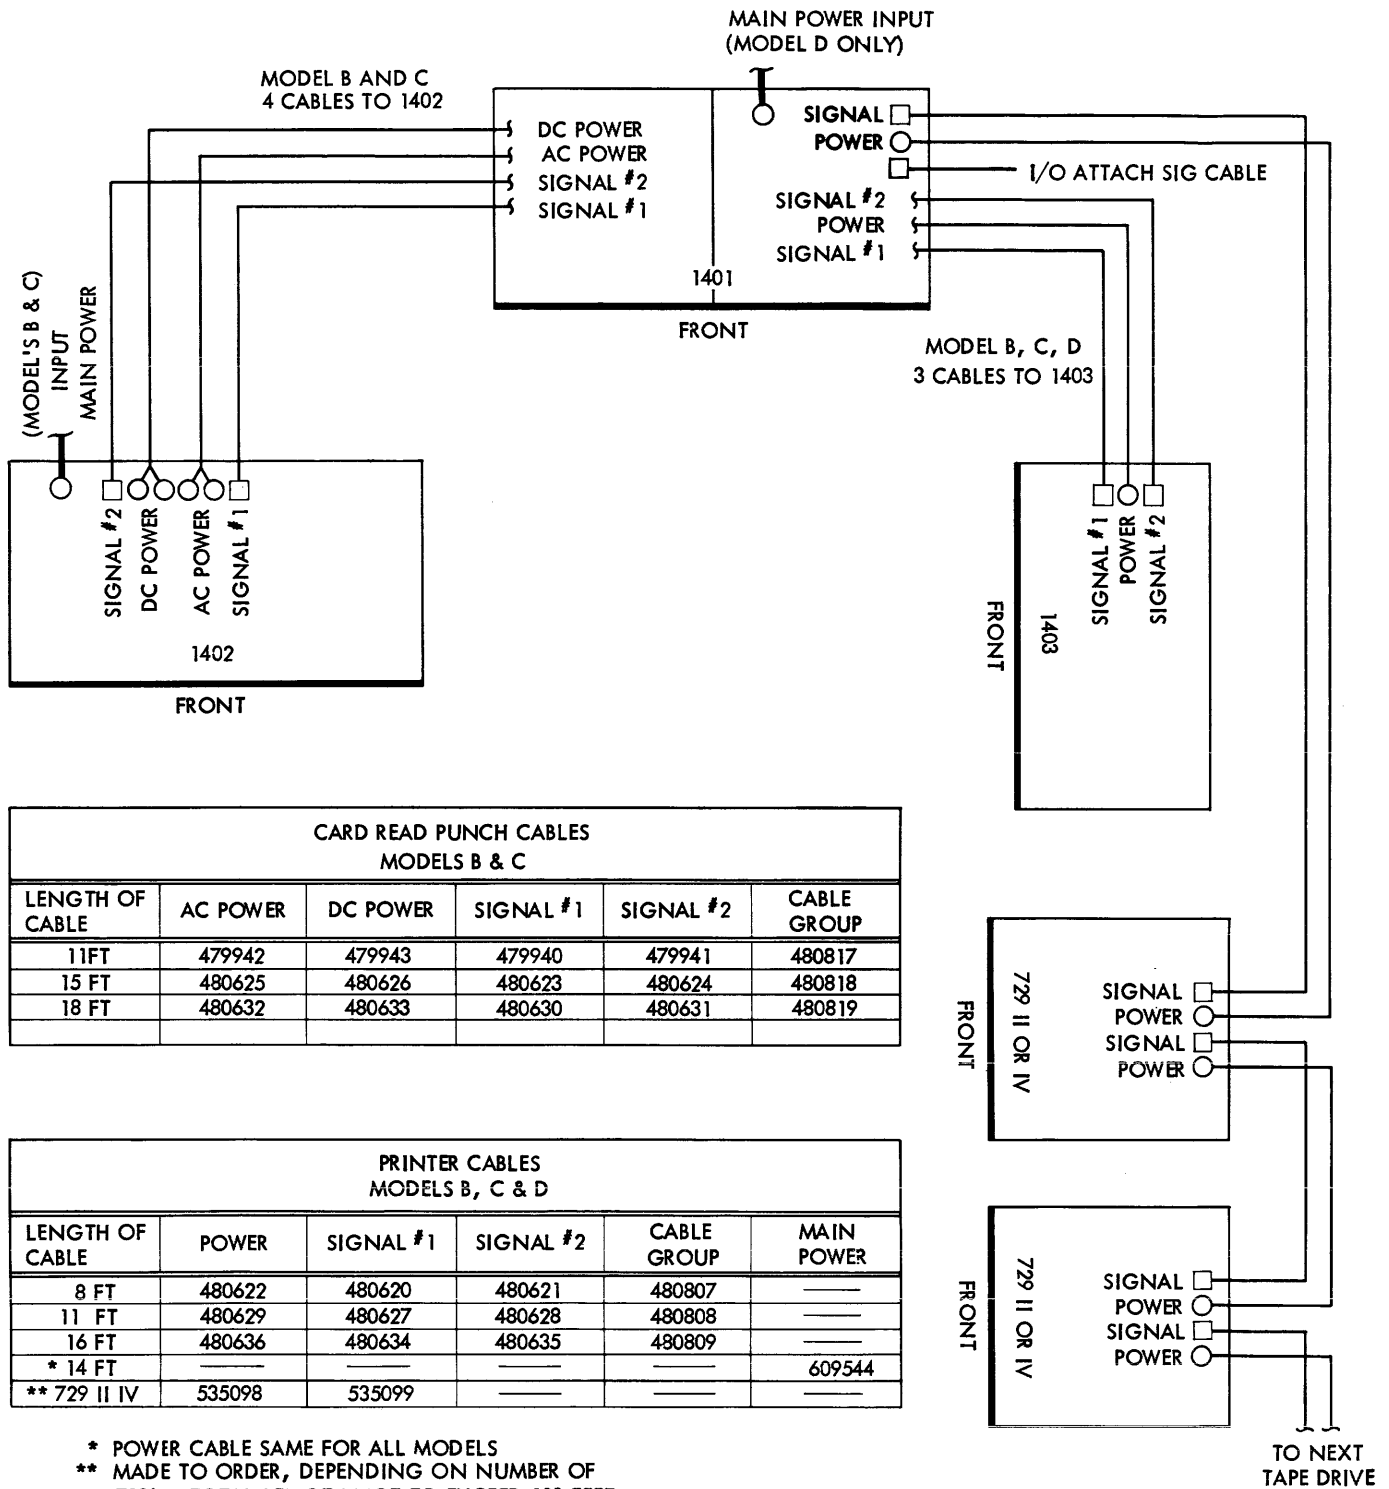 MAIN POWER INPUT
(MODEL D ONLY)
MODEL B AND C
4 CABLES TO 1402
DC POWER
AC POWER
SIGNAL #2
SIGNAL #1
SIGNAL
POWER
I/O ATTACH SIG CABLE
SIGNAL #2
POWER
SIGNAL #1
1401
FRONT
(MODEL'S B & C)
INPUT
MAIN POWER
MODEL B, C, D
3 CABLES TO 1403
SIGNAL #2
DC POWER
AC POWER
SIGNAL #1
1402
FRONT
SIGNAL #1
POWER
SIGNAL #2
1403
FRONT
CARD READ PUNCH CABLES
MODELS B & C
LENGTH OF CABLE AC POWER DC POWER SIGNAL #1 SIGNAL #2 CABLE GROUP
11FT 479942 479943 479940 479941 480817
15 FT 480625 480626 480623 480624 480818
18 FT 480632 480633 480630 480631 480819
729 II OR IV
FRONT
SIGNAL
POWER
SIGNAL
POWER
PRINTER CABLES
MODELS B, C & D
LENGTH OF CABLE POWER SIGNAL #1 SIGNAL #2 CABLE GROUP MAIN POWER
8 FT 480622 480620 480621 480807 —
11 FT 480629 480627 480628 480808 —
16 FT 480636 480634 480635 480809 —
* 14 FT — — — — 609544
** 729 II IV 535098 535099 — — —
729 II OR IV
FRONT
SIGNAL
POWER
SIGNAL
POWER
* POWER CABLE SAME FOR ALL MODELS
** MADE TO ORDER, DEPENDING ON NUMBER OF
TO NEXT
TAPE DRIVE